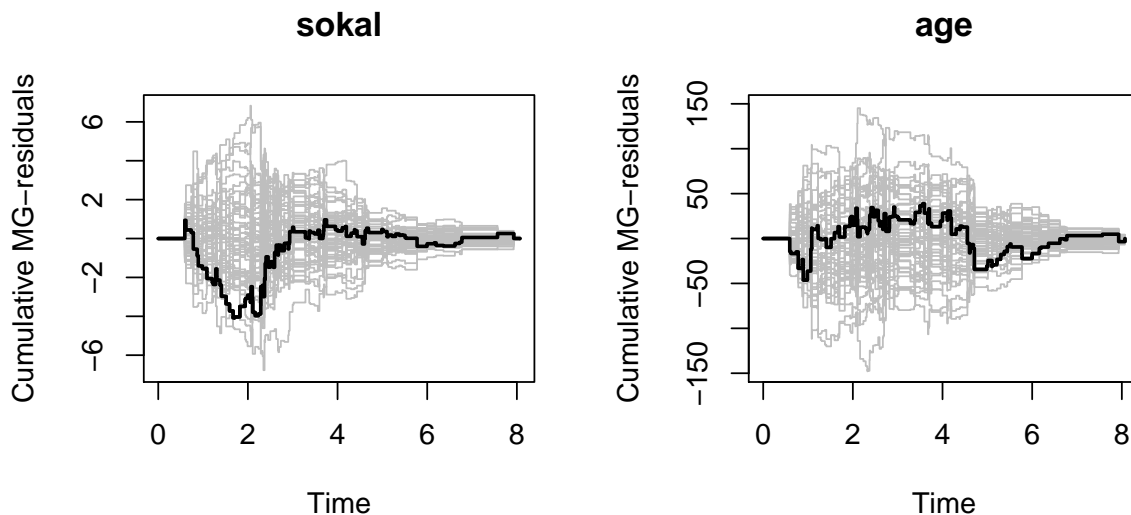 sokal
Cumulative MG−residuals
6
2
−2
−6
0 2 4 6 8
Time
age
Cumulative MG−residuals
150
50
−50
−150
0 2 4 6 8
Time